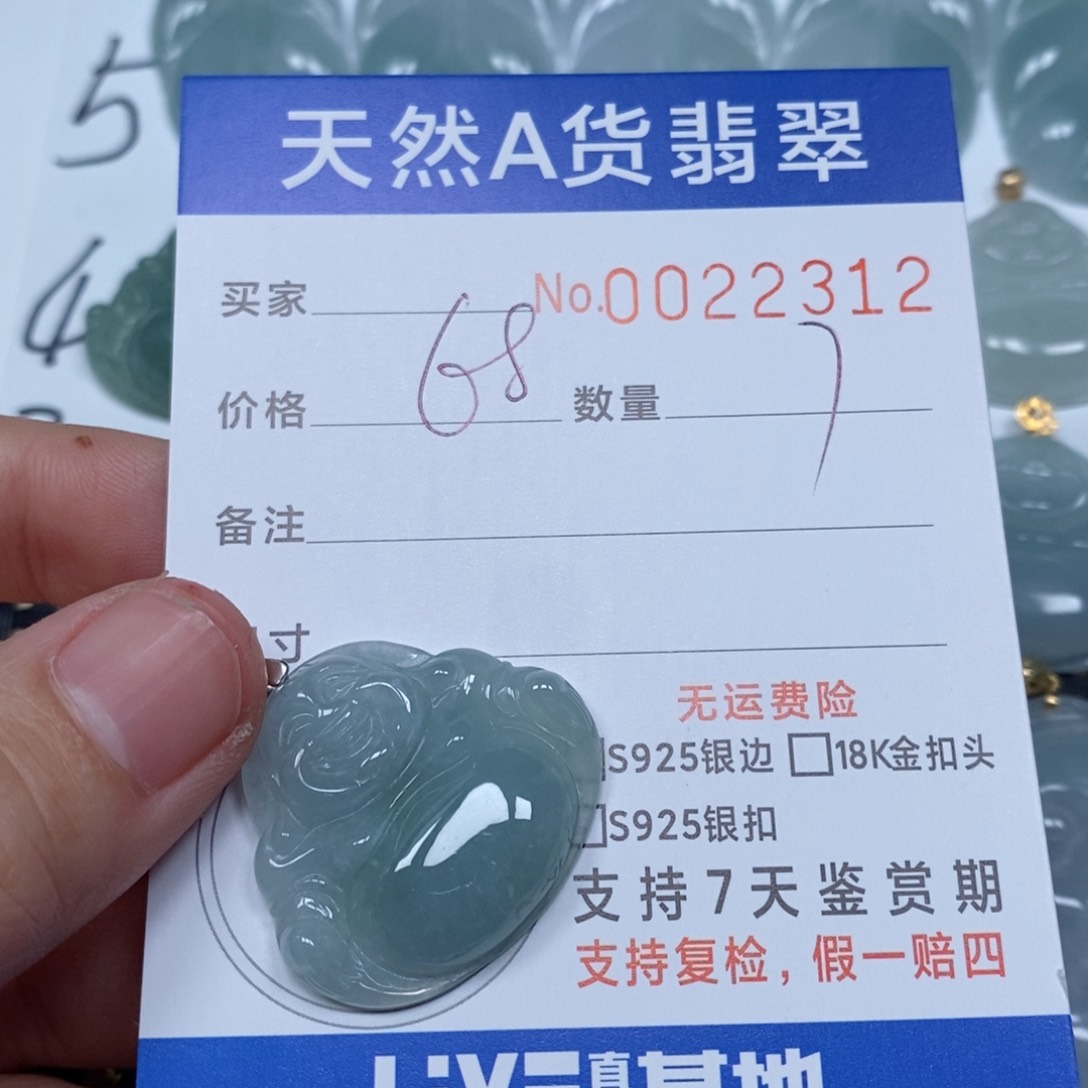 5
4
天然A货翡翠
买家 No.0022312
价格 68 数量 7
备注
寸
无运费险
S925银边 18K金扣头
S925银扣
支持7天鉴赏期
支持复检，假一赔四
基地